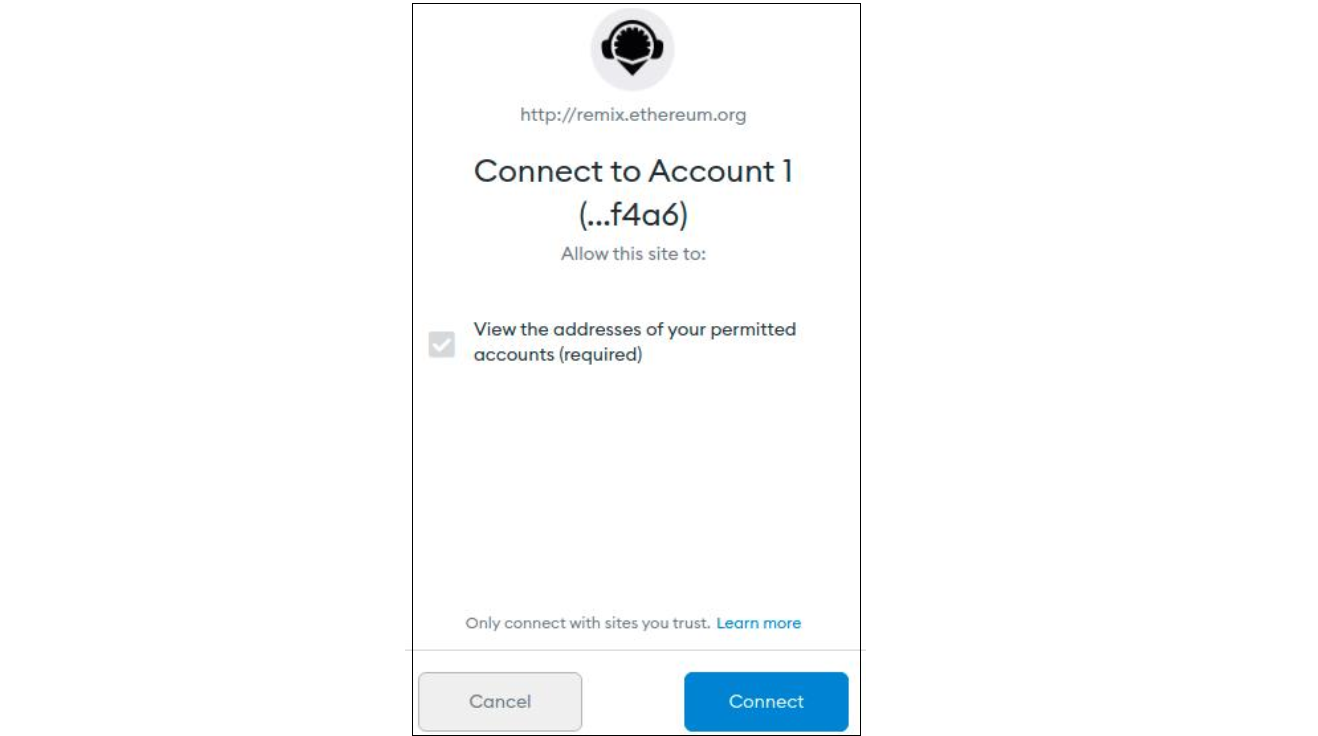 http://remix.ethereum.org
Connect to Account 1
(...f4a6)
Allow this site to:
View the addresses of your permitted
accounts (required)
Only connect with sites you trust. Learn more
Cancel
Connect